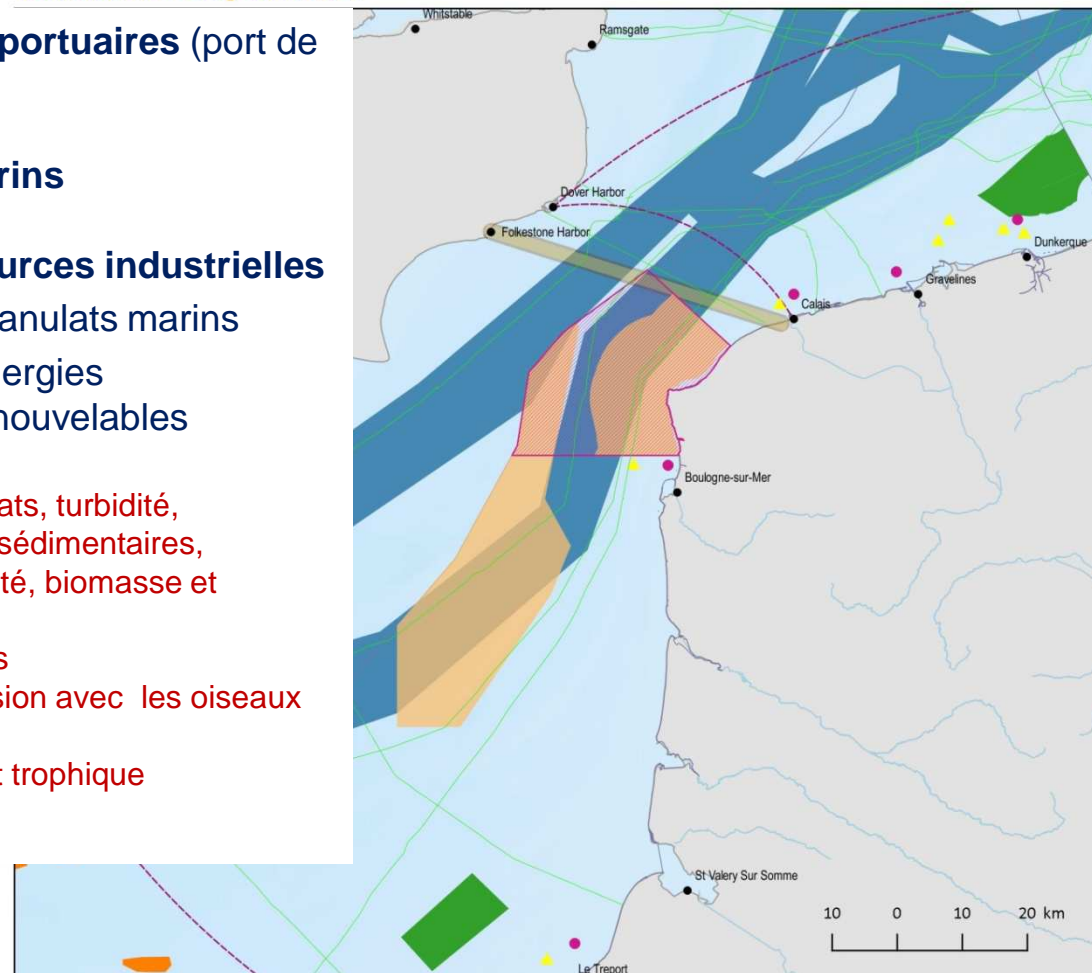 portuaires (port de
rins
ources industrielles
anulats marins
ergies
nouvelables
ats, turbidité,
sédimentaires,
té, biomasse et
s
sion avec les oiseaux
t trophique
Whitstable
Ramsgate
Dover Harbor
Folkestone Harbor
Dunkerque
Gravelines
Calais
Boulogne-sur-Mer
St Valery Sur Somme
10 0 10 20 km
Le Treport